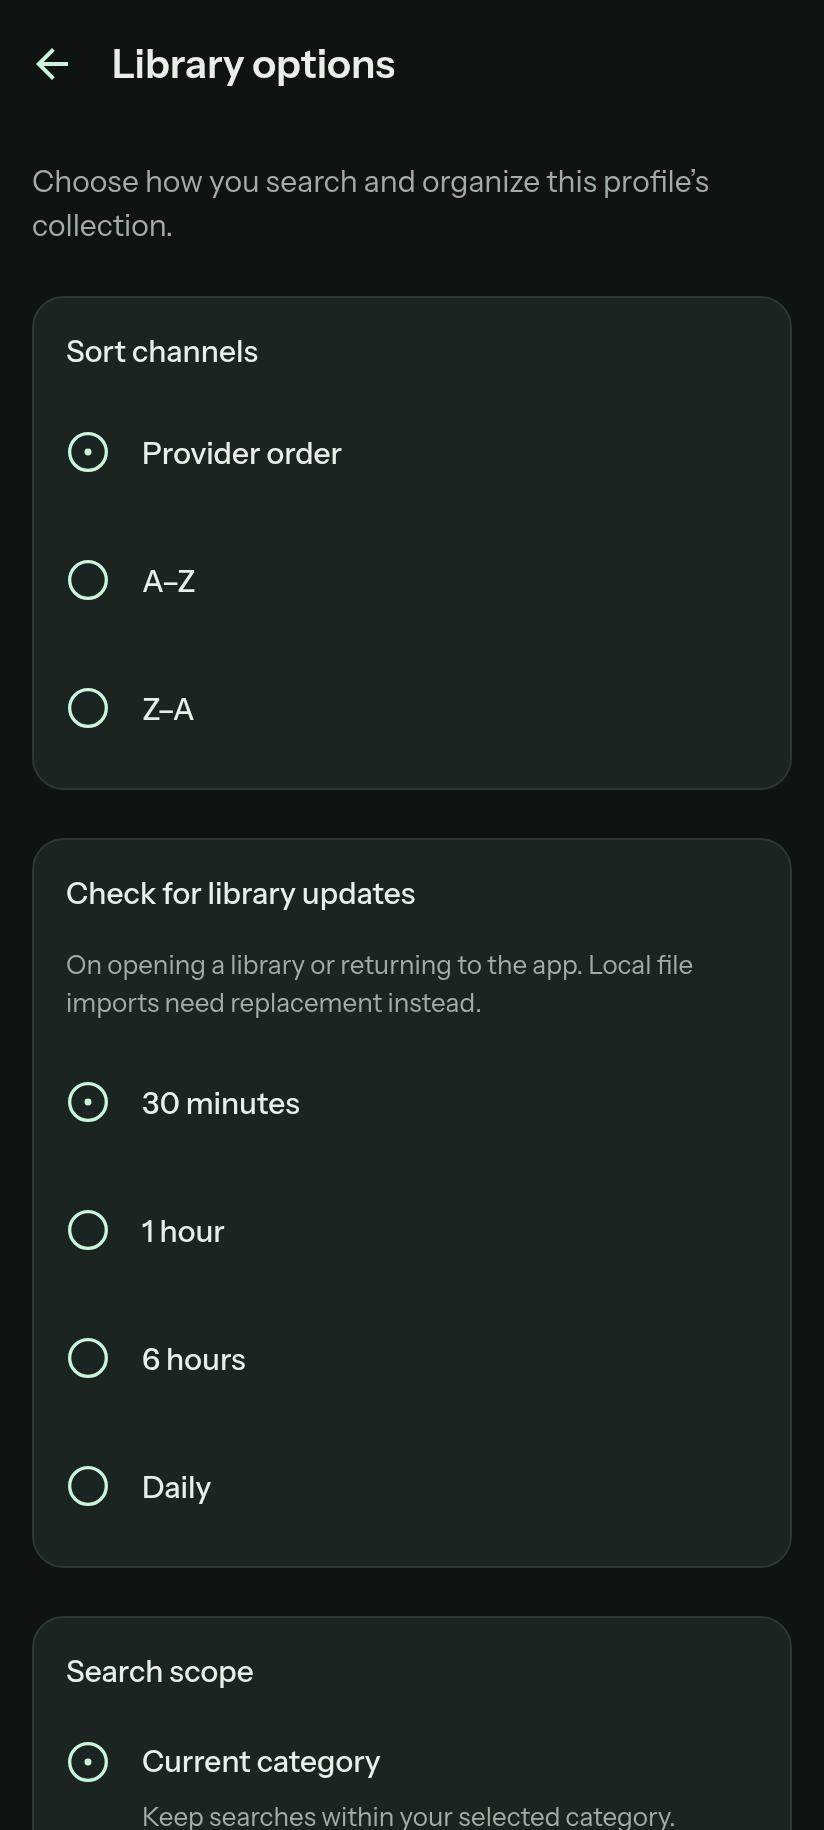 Library options
Choose how you search and organize this profile’s
collection.
Sort channels
Provider order
A–Z
Z–A
Check for library updates
On opening a library or returning to the app. Local file
imports need replacement instead.
30 minutes
1 hour
6 hours
Daily
Search scope
Current category
Keep searches within your selected category.